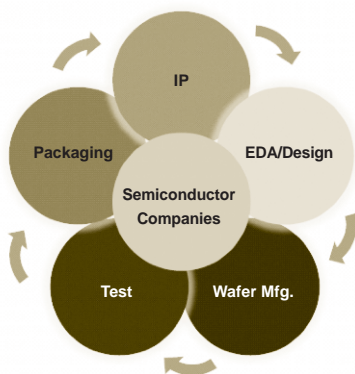 IP
EDA/Design
Wafer Mfg.
Test
Packaging
Semiconductor
Companies